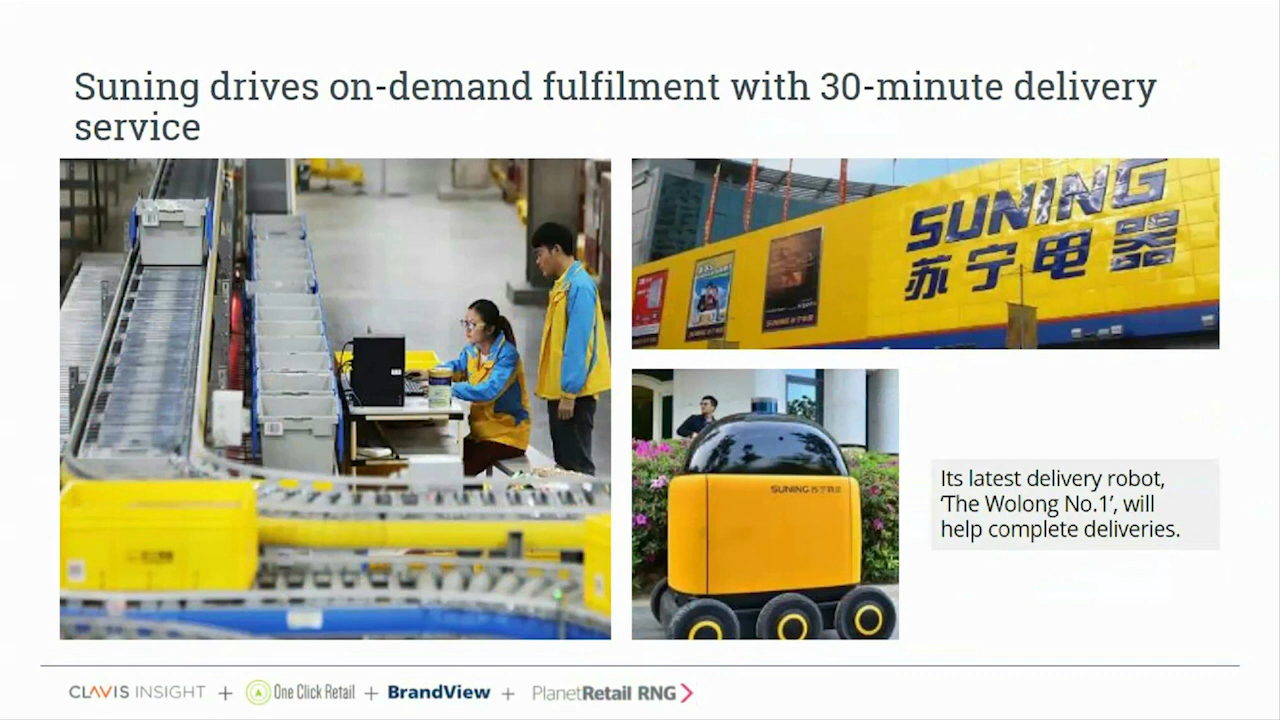 Suning drives on-demand fulfilment with 30-minute delivery
service
SUNING
苏宁电器
SUNING
Its latest delivery robot,
‘The Wolong No.1’, will
help complete deliveries.
CLAVIS INSIGHT + One Click Retail + BrandView + PlanetRetail RNG